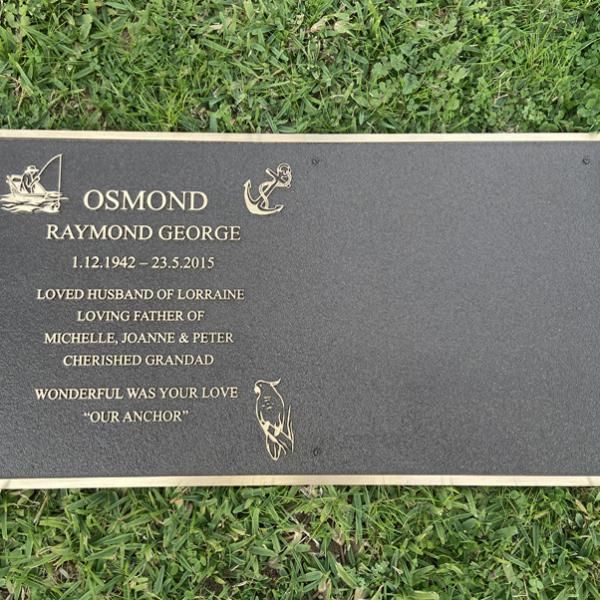 OSMOND
RAYMOND GEORGE
1.12.1942 – 23.5.2015
LOVED HUSBAND OF LORRAINE
LOVING FATHER OF
MICHELLE, JOANNE & PETER
CHERISHED GRANDAD
WONDERFUL WAS YOUR LOVE
“OUR ANCHOR”